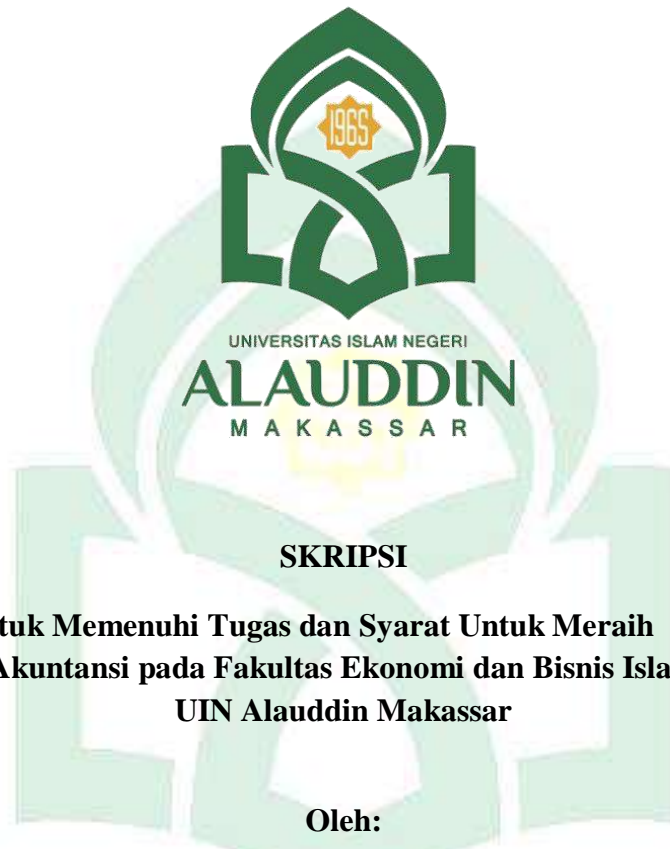 1965
UNIVERSITAS ISLAM NEGERI
ALAUDDIN
MAKASSAR
SKRIPSI
tuk Memenuhi Tugas dan Syarat Untuk Meraih
Akuntansi pada Fakultas Ekonomi dan Bisnis Isla
UIN Alauddin Makassar
Oleh: